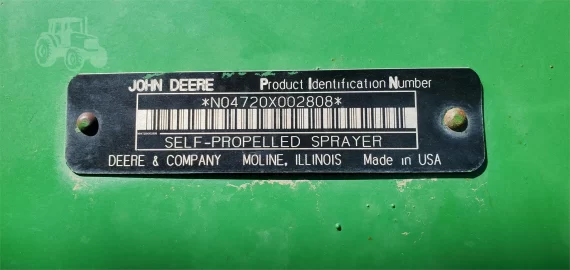 JOHN DEERE Product Identification Number
*N04720X002808*
SELF-PROPELLED SPRAYER
DEERE & COMPANY MOLINE, ILLINOIS Made in USA